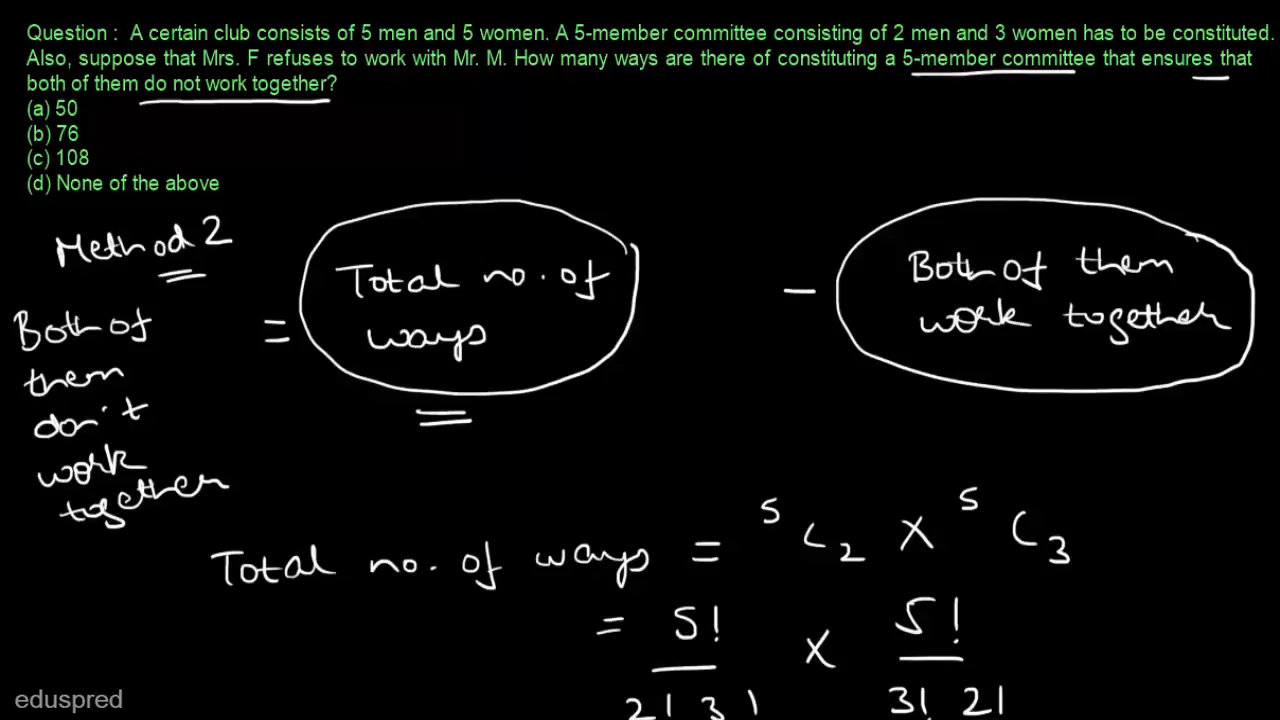 Question : A certain club consists of 5 men and 5 women. A 5-member committee consisting of 2 men and 3 women has to be constituted.
Also, suppose that Mrs. F refuses to work with Mr. M. How many ways are there of constituting a 5-member committee that ensures that
both of them do not work together?
(a) 50
(b) 76
(c) 108
(d) None of the above
Method 2
Both of them don't work together = Total no. of ways - Both of them work together
Total no. of ways = ⁵C₂ X ⁵C₃
= 5!/2! 3! X 5!/3! 2!
eduspred